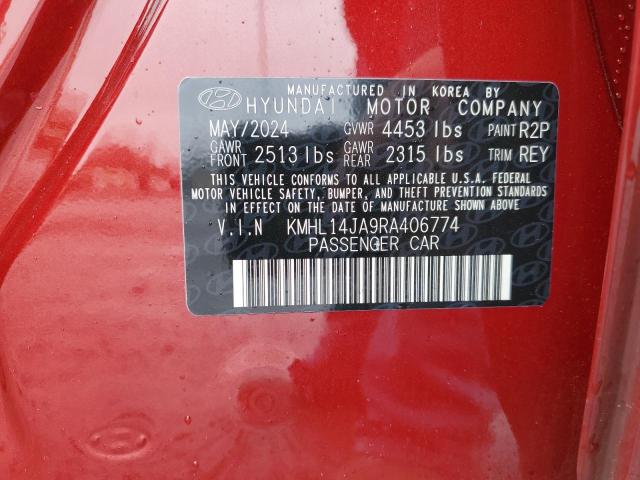 MANUFACTURED IN KOREA BY
HYUNDAI MOTOR COMPANY
MAY/2024 GVWR 4453 lbs PAINT R2P
GAWR FRONT 2513 lbs GAWR REAR 2315 lbs TRIM REY
THIS VEHICLE CONFORMS TO ALL APPLICABLE U.S.A. FEDERAL
MOTOR VEHICLE SAFETY, BUMPER, AND THEFT PREVENTION STANDARDS
IN EFFECT ON THE DATE OF MANUFACTURE SHOWN ABOVE
V.I.N KMHL14JA9RA406774
PASSENGER CAR